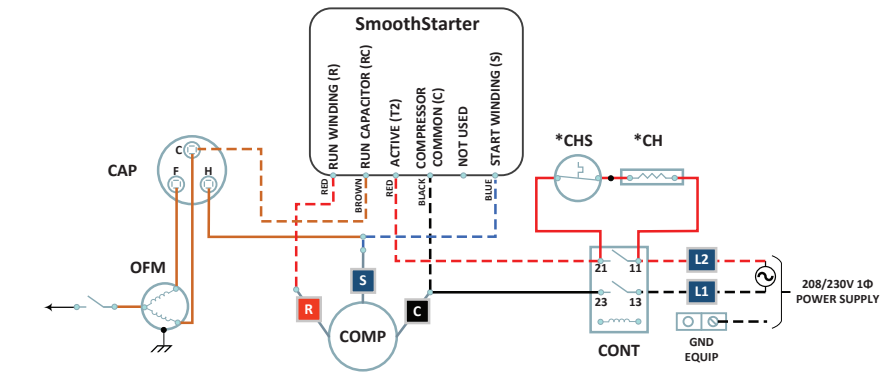 SmoothStarter
RUN WINDING (R)
RUN CAPACITOR (RC)
ACTIVE (T2)
COMPRESSOR
COMMON (C)
NOT USED
START WINDING (S)
RED
BROWN
RED
BLACK
BLUE
*CHS
*CH
CAP
C
F
H
OFM
S
R
C
COMP
21
11
23
13
CONT
L2
L1
GND
EQUIP
208/230V 1Φ
POWER SUPPLY